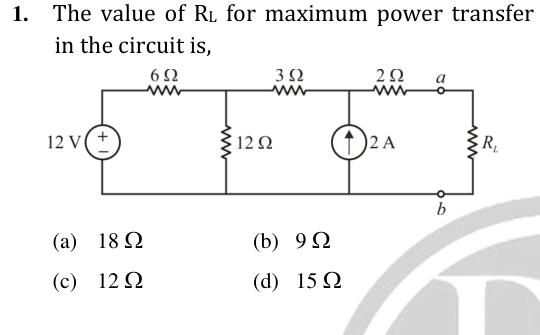 1. The value of RL for maximum power transfer
in the circuit is,
6 Ω 3 Ω 2 Ω a
12 V + − 12 Ω 2 A RL
b
(a) 18 Ω (b) 9 Ω
(c) 12 Ω (d) 15 Ω